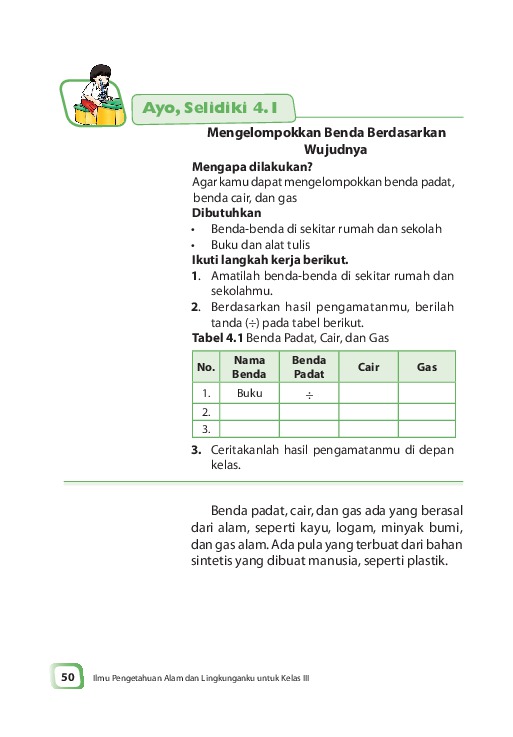 Ayo, Selidiki 4.1
Mengelompokkan Benda Berdasarkan
Wujudnya
Mengapa dilakukan?
Agar kamu dapat mengelompokkan benda padat,
benda cair, dan gas
Dibutuhkan
• Benda-benda di sekitar rumah dan sekolah
• Buku dan alat tulis
Ikuti langkah kerja berikut.
1. Amatilah benda-benda di sekitar rumah dan
sekolahmu.
2. Berdasarkan hasil pengamatanmu, berilah
tanda (÷) pada tabel berikut.
Tabel 4.1 Benda Padat, Cair, dan Gas
No. Nama Benda Benda Padat Cair Gas
1. Buku ÷
2.
3.
3. Ceritakanlah hasil pengamatanmu di depan
kelas.
Benda padat, cair, dan gas ada yang berasal
dari alam, seperti kayu, logam, minyak bumi,
dan gas alam. Ada pula yang terbuat dari bahan
sintetis yang dibuat manusia, seperti plastik.
50 Ilmu Pengetahuan Alam dan Lingkunganku untuk Kelas III